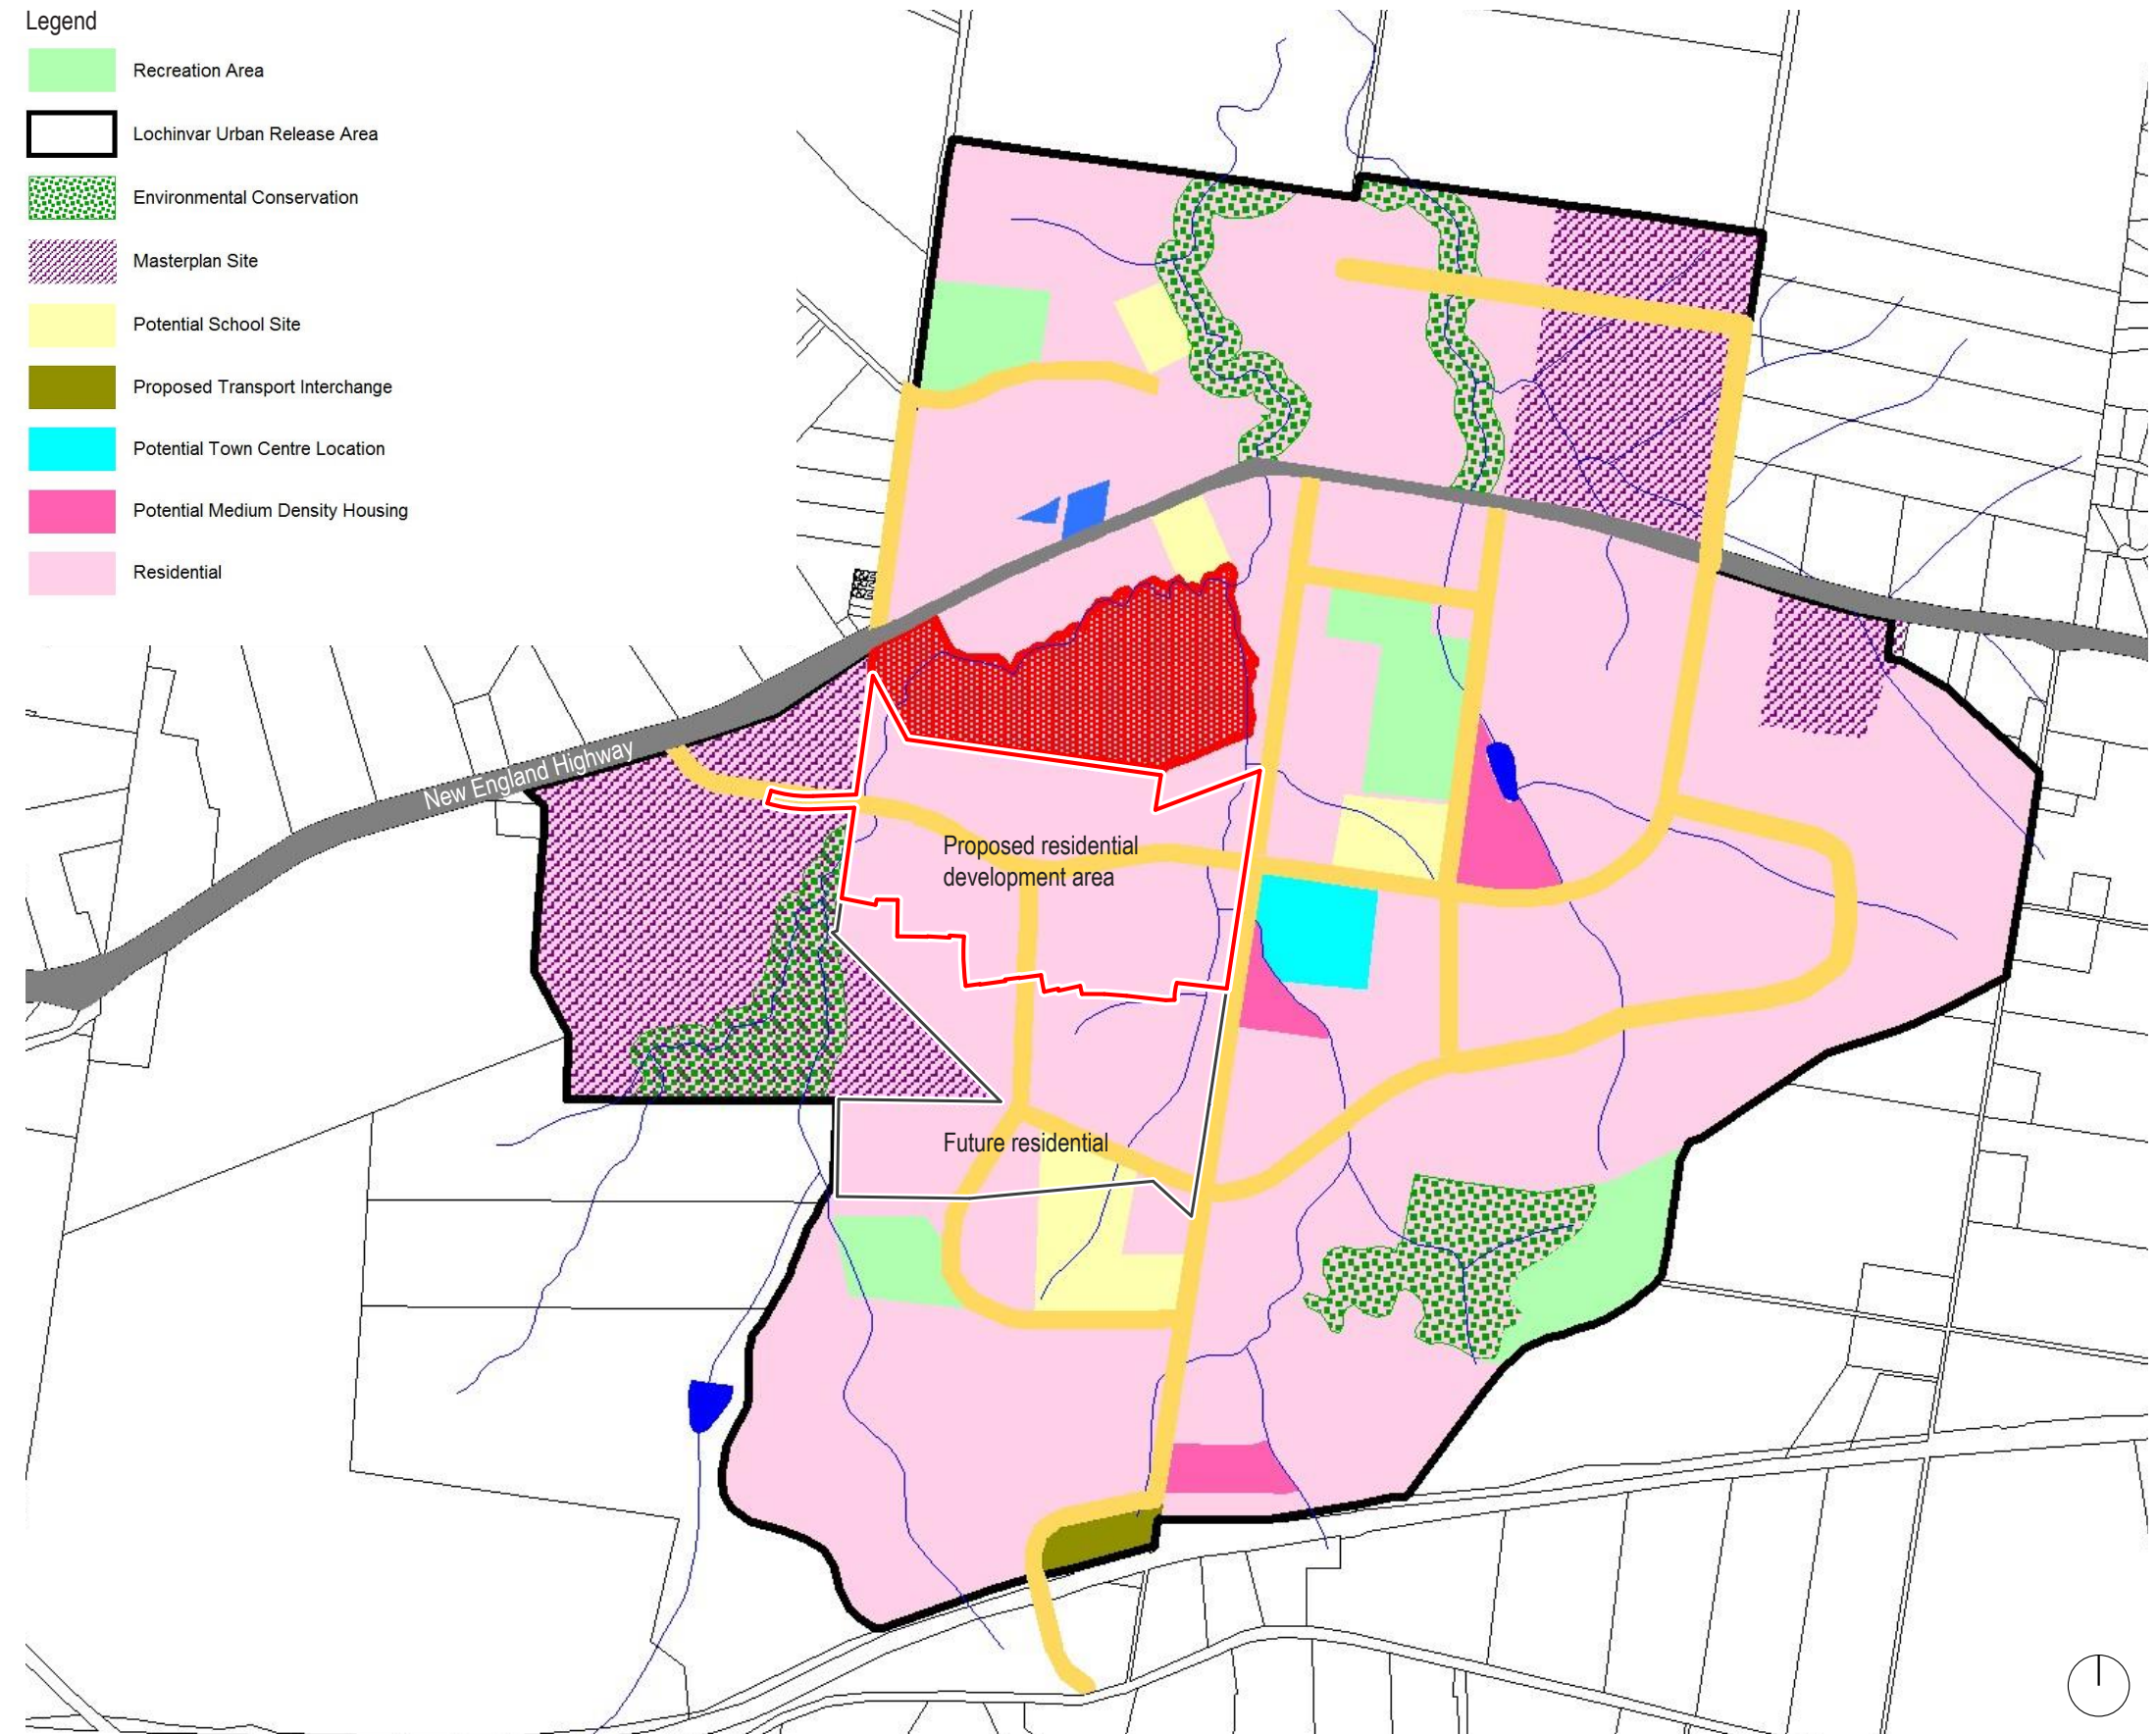 Legend
Recreation Area
Lochinvar Urban Release Area
Environmental Conservation
Masterplan Site
Potential School Site
Proposed Transport Interchange
Potential Town Centre Location
Potential Medium Density Housing
Residential
New England Highway
Proposed residential
development area
Future residential